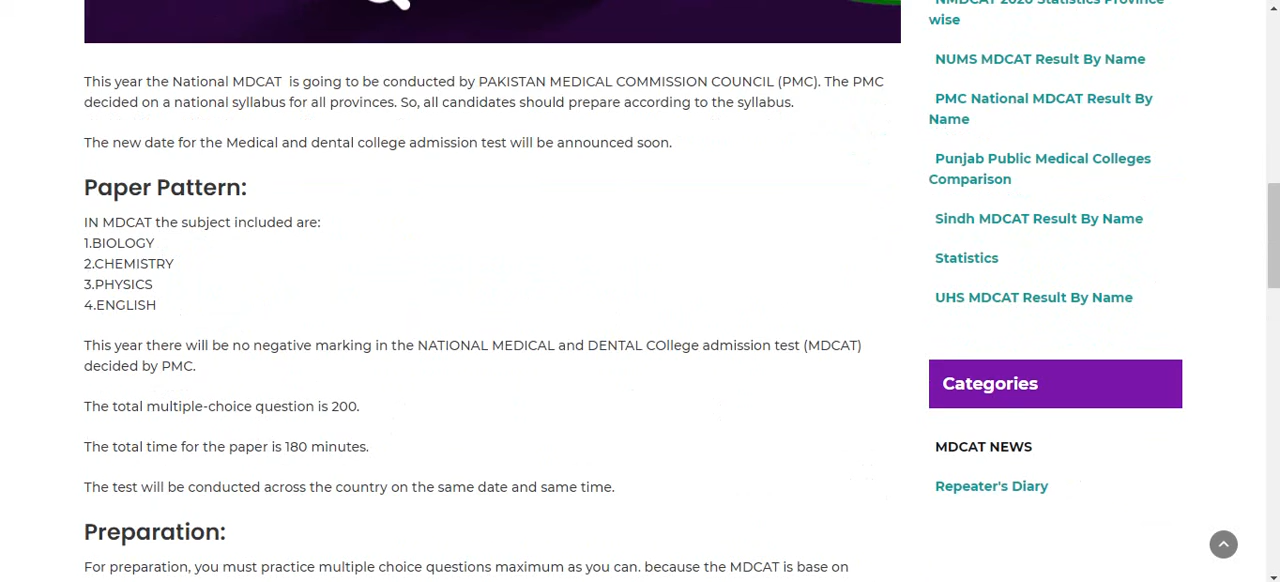 This year the National MDCAT is going to be conducted by PAKISTAN MEDICAL COMMISSION COUNCIL (PMC). The PMC
decided on a national syllabus for all provinces. So, all candidates should prepare according to the syllabus.
The new date for the Medical and dental college admission test will be announced soon.
Paper Pattern:
IN MDCAT the subject included are:
1.BIOLOGY
2.CHEMISTRY
3.PHYSICS
4.ENGLISH
This year there will be no negative marking in the NATIONAL MEDICAL and DENTAL COllege admission test (MDCAT)
decided by PMC.
The total multiple-choice question is 200.
The total time for the paper is 180 minutes.
The test will be conducted across the country on the same date and same time.
Preparation:
For preparation, you must practice multiple choice questions maximum as you can. because the MDCAT is base on
NMDCAT 2020 Statistics Province
wise
NUMS MDCAT Result By Name
PMC National MDCAT Result By
Name
Punjab Public Medical Colleges
Comparison
Sindh MDCAT Result By Name
Statistics
UHS MDCAT Result By Name
Categories
MDCAT NEWS
Repeater's Diary